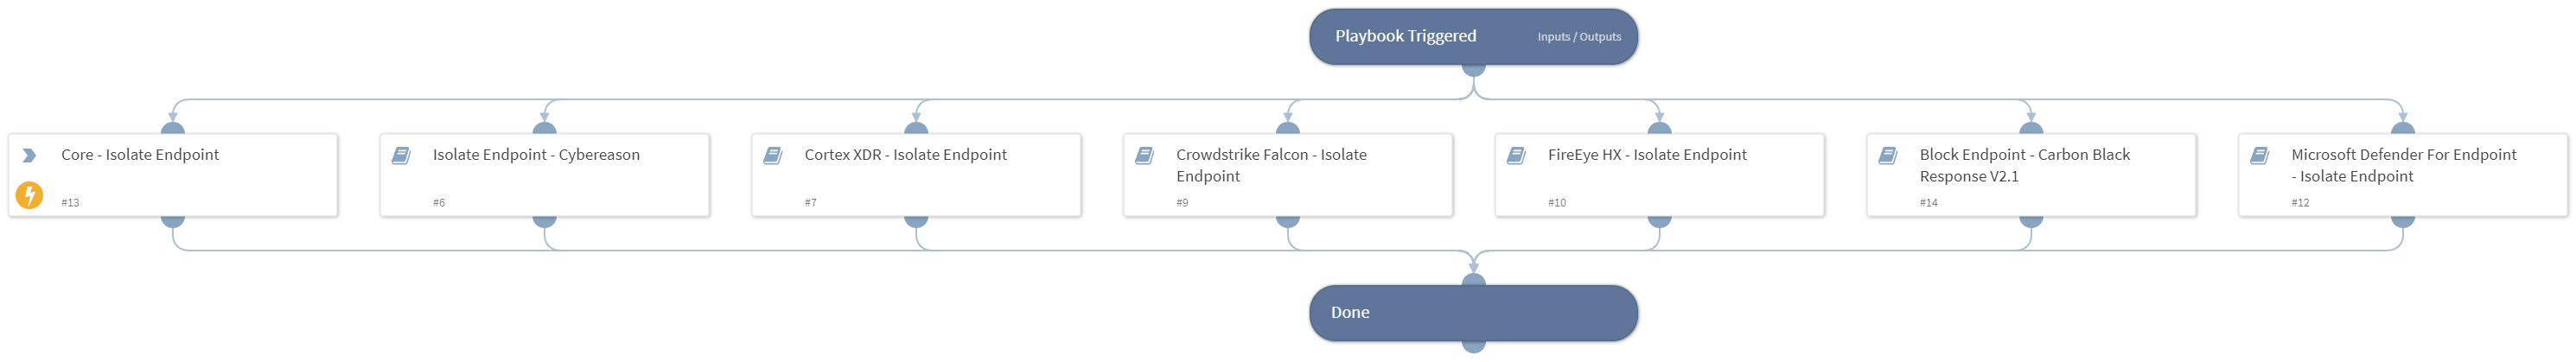 Playbook Triggered
Inputs / Outputs
Core - Isolate Endpoint
#13
Isolate Endpoint - Cybereason
#6
Cortex XDR - Isolate Endpoint
#7
Crowdstrike Falcon - Isolate
Endpoint
#9
FireEye HX - Isolate Endpoint
#10
Block Endpoint - Carbon Black
Response V2.1
#14
Microsoft Defender For Endpoint
- Isolate Endpoint
#12
Done